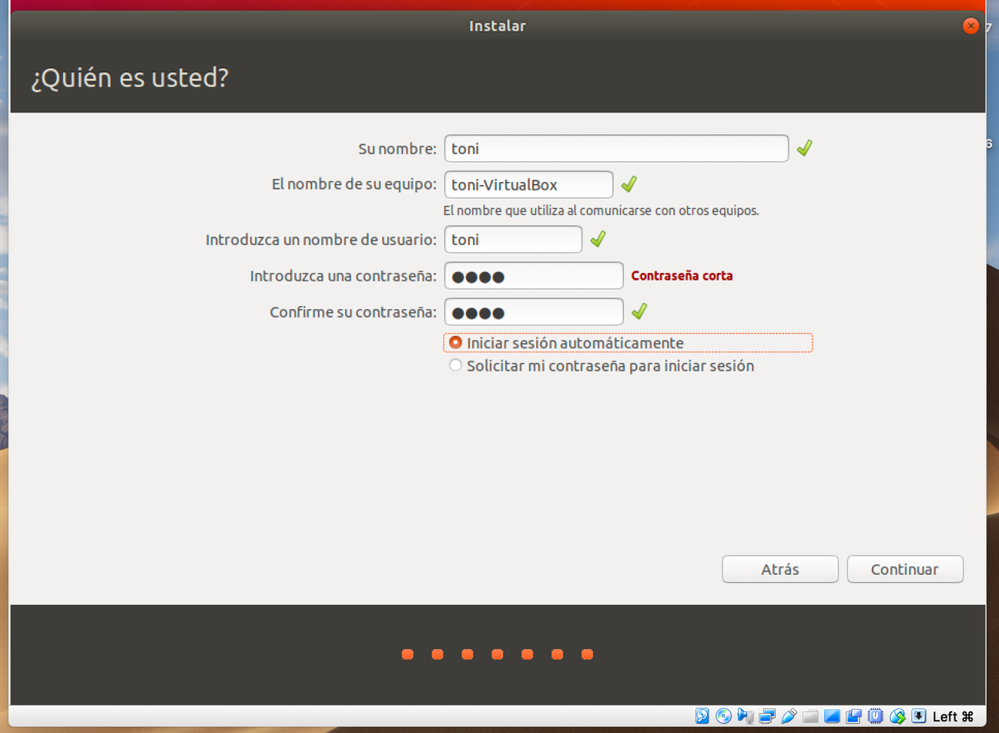 Instalar
7
¿Quién es usted?
Su nombre: toni
6
El nombre de su equipo: toni-VirtualBox
El nombre que utiliza al comunicarse con otros equipos.
Introduzca un nombre de usuario: toni
Introduzca una contraseña: ●●●● Contraseña corta
Confirme su contraseña: ●●●●
Iniciar sesión automáticamente
Solicitar mi contraseña para iniciar sesión
Atrás Continuar
Left ⌘